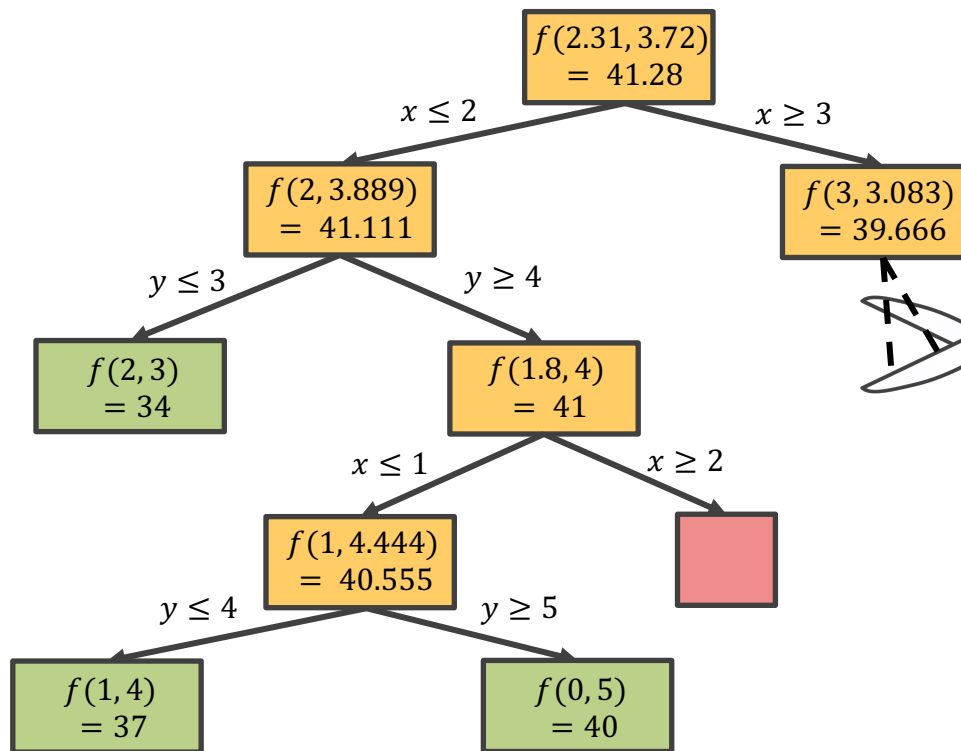 f(2.31, 3.72)
= 41.28
x ≤ 2
x ≥ 3
f(2, 3.889)
= 41.111
f(3, 3.083)
= 39.666
y ≤ 3
y ≥ 4
f(2, 3)
= 34
f(1.8, 4)
= 41
x ≤ 1
x ≥ 2
f(1, 4.444)
= 40.555
y ≤ 4
y ≥ 5
f(1, 4)
= 37
f(0, 5)
= 40